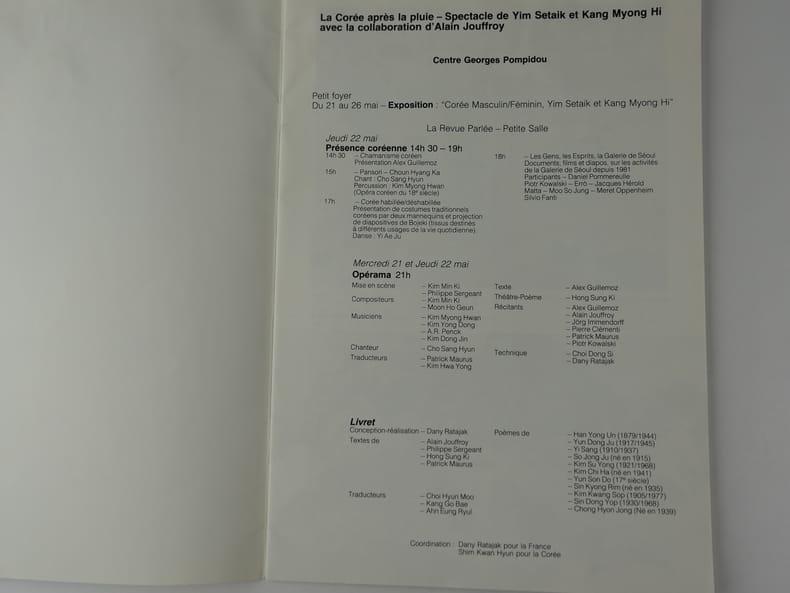 La Corée après la pluie – Spectacle de Yim Setaik et Kang Myong Hi
avec la collaboration d'Alain Jouffroy
Centre Georges Pompidou
Petit foyer
Du 21 au 26 mai – Exposition : "Corée Masculin/Féminin, Yim Setaik et Kang Myong Hi"
La Revue Parlée – Petite Salle
Jeudi 22 mai
Présence coréenne 14h 30 – 19h
14h 30 – Chamanisme coréen
Présentation Alex Guillemoz
15h – Pansori – Choun Hyang Ka
Chant : Cho Sang Hyun
Percussion : Kim Myong Hwan
(Opéra coréen du 18e siècle)
17h – Corée habillée/déshabillée
Présentation de costumes traditionnels
coréens par deux mannequins et projection
de diapositives de Bojeki (tissus destinés
à différents usages de la vie quotidienne)
Danse : Yi Ae Ju
18h – Les Gens, les Esprits, la Galerie de Séoul
Documents, films et diapos, sur les activités
de la Galerie de Séoul depuis 1981
Participants – Daniel Pommereulle
Piotr Kowalski – Errò – Jacques Hérold
Matta – Moo So Jung – Meret Oppenheim
Silvio Fanti
Mercredi 21 et Jeudi 22 mai
Opérama 21h
Mise en scène – Kim Min Ki
– Philippe Sergeant
Compositeurs – Kim Min Ki
– Moon Ho Geun
Musiciens – Kim Myong Hwan
– Kim Yong Dong
– A.R. Penck
– Kim Dong Jin
Chanteur – Cho Sang Hyun
Traducteurs – Patrick Maurus
– Kim Hwa Yong
Texte – Alex Guillemoz
Théâtre-Poème – Hong Sung Ki
Récitants – Alex Guillemoz
– Alain Jouffroy
– Jörg Immendorff
– Pierre Clémenti
– Patrick Maurus
– Piotr Kowalski
Technique – Choi Dong Si
– Dany Ratajak
Livret
Conception-réalisation – Dany Ratajak
Textes de – Alain Jouffroy
– Philippe Sergeant
– Hong Sung Ki
– Patrick Maurus
Traducteurs – Choi Hyun Moo
– Kang Go Bae
– Ahn Eung Ryul
Poèmes de – Han Yong Un (1879/1944)
– Yun Dong Ju (1917/1945)
– Yi Sang (1910/1937)
– So Jong Ju (né en 1915)
– Kim Su Yong (1921/1968)
– Kim Chi Ha (né en 1941)
– Yun Son Do (17e siècle)
– Sin Kyong Rim (né en 1935)
– Kim Kwang Sop (1905/1977)
– Sin Dong Yop (1930/1968)
– Chong Hyon Jong (Né en 1939)
Coordination : Dany Ratajak pour la France
Shim Kwan Hyun pour la Corée